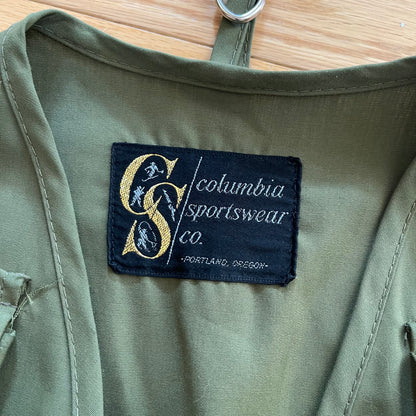 CS
columbia
sportswear
co.
-PORTLAND, OREGON-